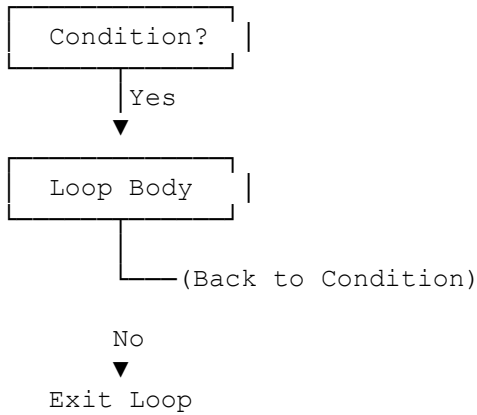 Condition?
Yes
Loop Body
(Back to Condition)
No
Exit Loop